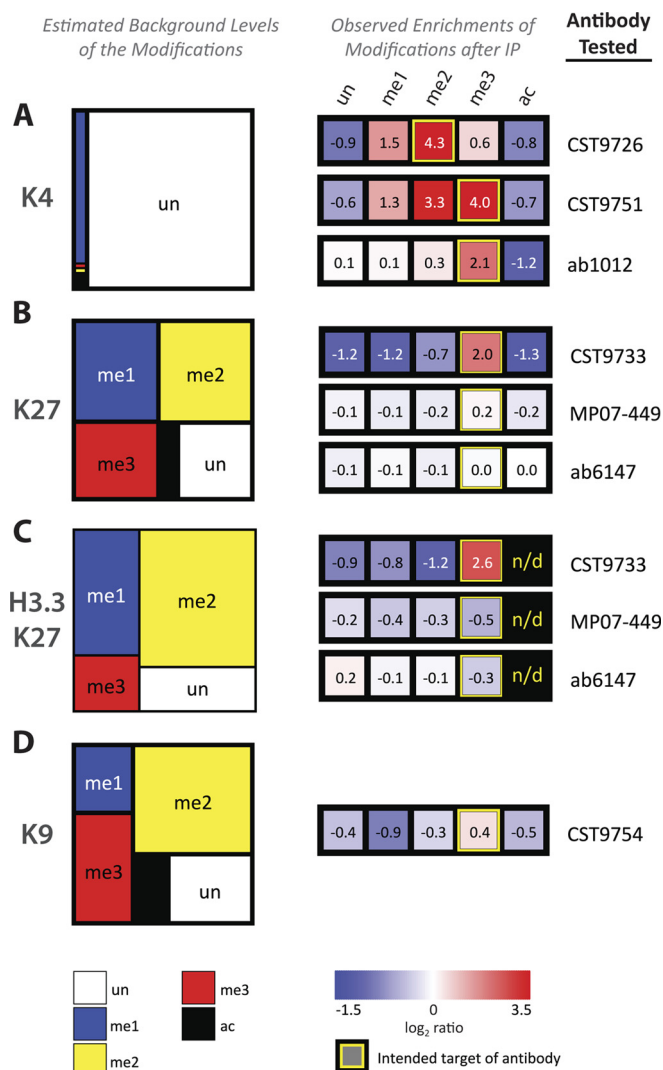 Estimated Background Levels
of the Modifications
Observed Enrichments of
Modifications after IP
Antibody
Tested
un me1 me2 me3 ac
A
K4
un
-0.9 1.5 4.3 0.6 -0.8 CST9726
-0.6 1.3 3.3 4.0 -0.7 CST9751
0.1 0.1 0.3 2.1 -1.2 ab1012
B
K27
me1 me2
me3 un
-1.2 -1.2 -0.7 2.0 -1.3 CST9733
-0.1 -0.1 -0.2 0.2 -0.2 MP07-449
-0.1 -0.1 -0.1 0.0 0.0 ab6147
C
H3.3
K27
me1 me2
me3 un
-0.9 -0.8 -1.2 2.6 n/d CST9733
-0.2 -0.4 -0.3 -0.5 n/d MP07-449
0.2 -0.1 -0.1 -0.3 n/d ab6147
D
K9
me1 me2
me3 un
-0.4 -0.9 -0.3 0.4 -0.5 CST9754
un me3
me1 ac
me2
-1.5 0 3.5
log2 ratio
Intended target of antibody